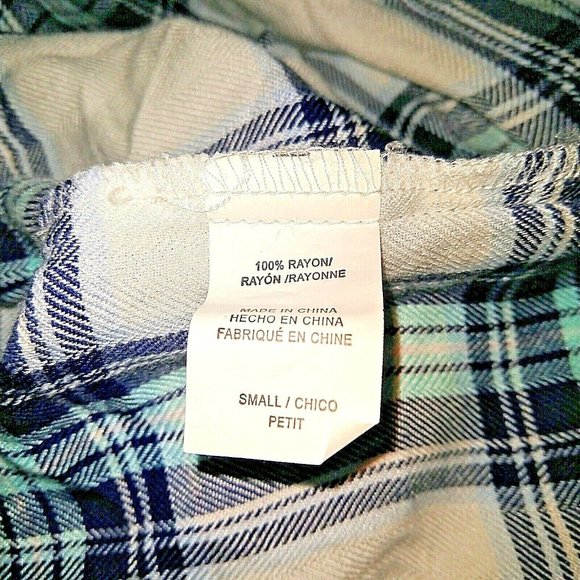 100% RAYON/
RAYÓN /RAYONNE
MADE IN CHINA
HECHO EN CHINA
FABRIQUÉ EN CHINE
SMALL / CHICO
PETIT